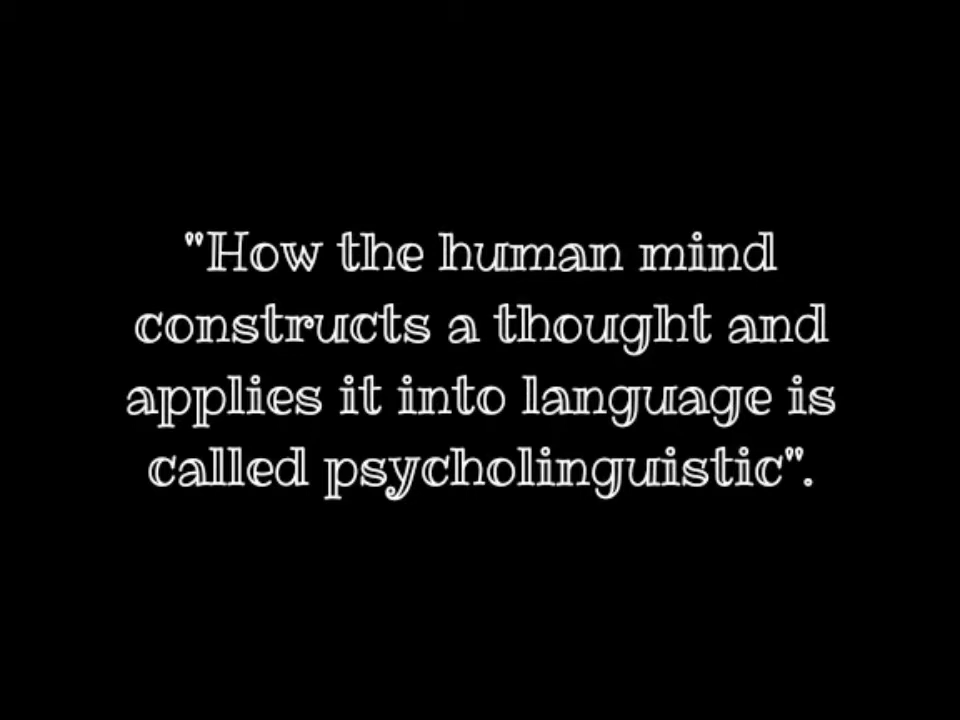 "How the human mind
constructs a thought and
applies it into language is
called psycholinguistic".